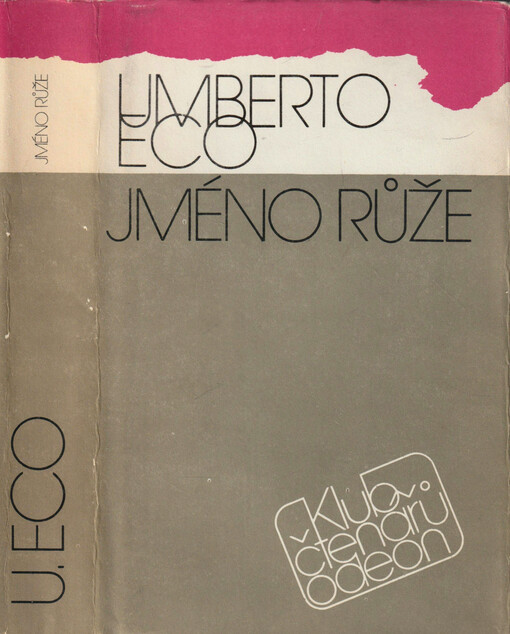 JMÉNO RŮŽE
U. ECO
UMBERTO
ECO
JMÉNO RŮŽE
klub
čtenářů
odeon